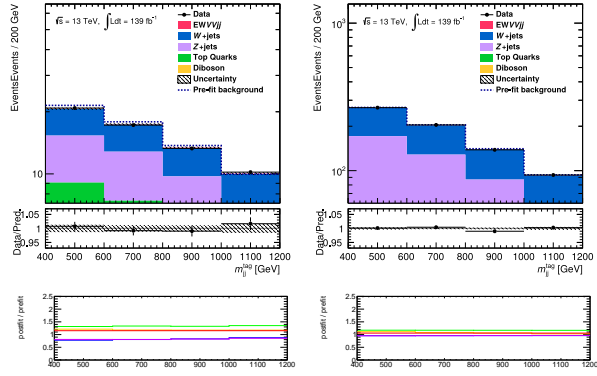 √s = 13 TeV, ∫Ldt = 139 fb⁻¹
Data
EWVVjj
W+jets
Z+jets
Top Quarks
Diboson
Uncertainty
Pre-fit background
EventsEvents / 200 GeV
10
Data/Pred.
1.05
1
0.95
400 500 600 700 800 900 1000 1100 1200
m_jj^tag [GeV]
postfit / prefit
2.5
2
1.5
1
0.5
0
400 500 600 700 800 900 1000 1100 1200
√s = 13 TeV, ∫Ldt = 139 fb⁻¹
Data
EWVVjj
W+jets
Z+jets
Top Quarks
Diboson
Uncertainty
Pre-fit background
EventsEvents / 200 GeV
10³
10²
Data/Pred.
1.05
1
0.95
400 500 600 700 800 900 1000 1100 1200
m_jj^tag [GeV]
postfit / prefit
2.5
2
1.5
1
0.5
0
400 500 600 700 800 900 1000 1100 1200